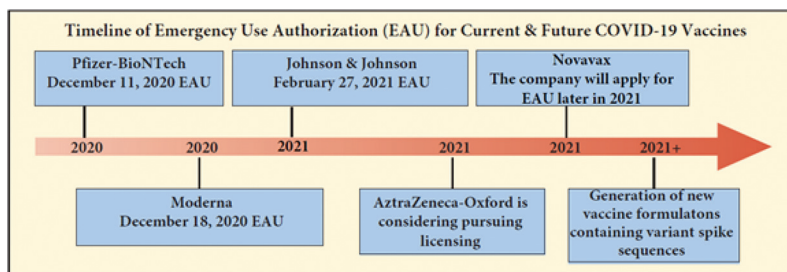 Timeline of Emergency Use Authorization (EAU) for Current & Future COVID-19 Vaccines
Pfizer-BioNTech
December 11, 2020 EAU
Johnson & Johnson
February 27, 2021 EAU
Novavax
The company will apply for
EAU later in 2021
2020
2020
2021
2021
2021
2021+
Moderna
December 18, 2020 EAU
AztraZeneca-Oxford is
considering pursuing
licensing
Generation of new
vaccine formulatons
containing variant spike
sequences